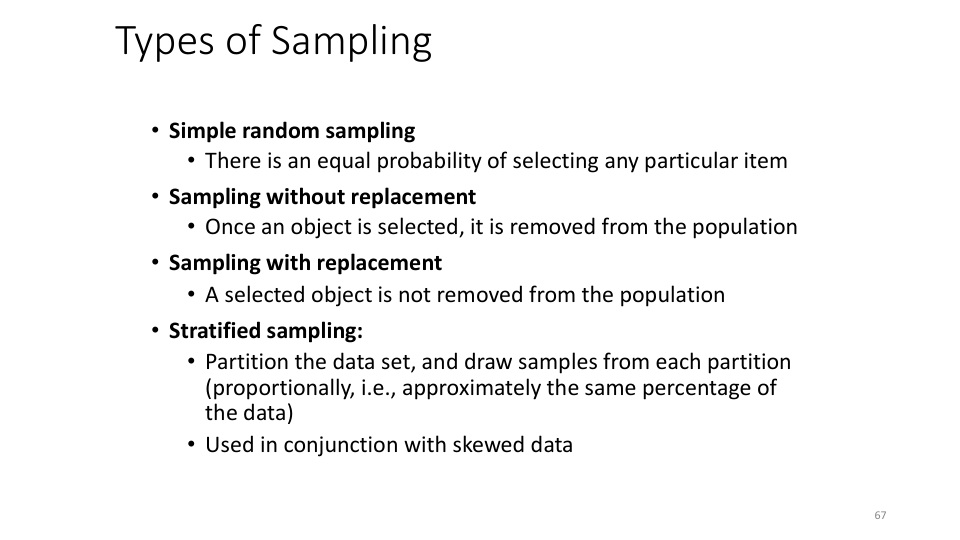 Types of Sampling
• Simple random sampling
• There is an equal probability of selecting any particular item
• Sampling without replacement
• Once an object is selected, it is removed from the population
• Sampling with replacement
• A selected object is not removed from the population
• Stratified sampling:
• Partition the data set, and draw samples from each partition
(proportionally, i.e., approximately the same percentage of
the data)
• Used in conjunction with skewed data
67